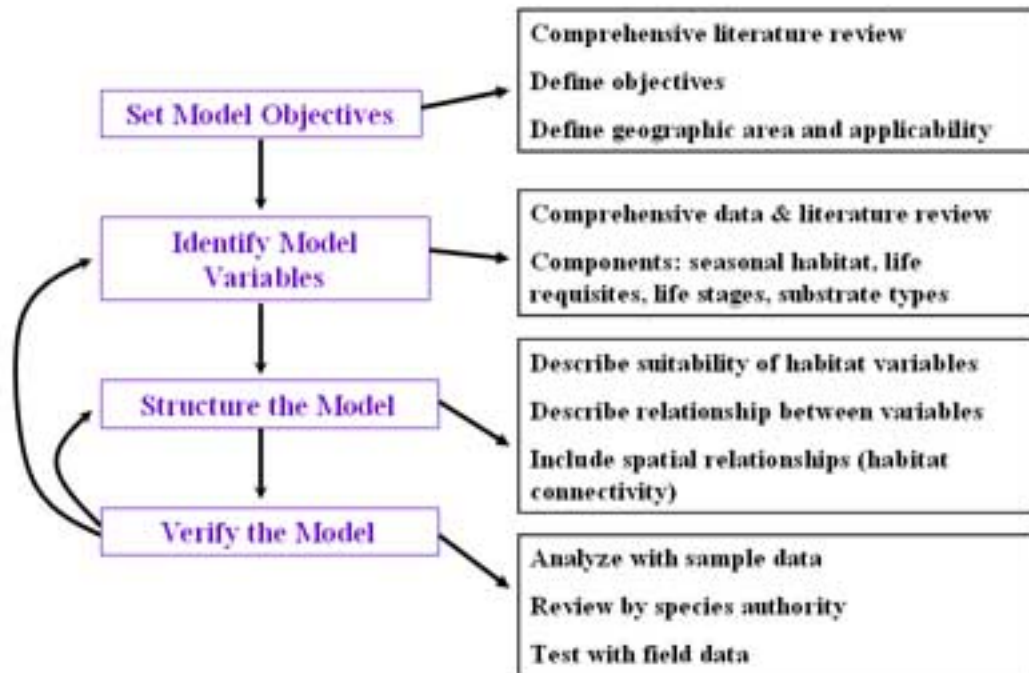 Set Model Objectives
Comprehensive literature review
Define objectives
Define geographic area and applicability
Identify Model
Variables
Comprehensive data & literature review
Components: seasonal habitat, life
requisites, life stages, substrate types
Structure the Model
Describe suitability of habitat variables
Describe relationship between variables
Include spatial relationships (habitat
connectivity)
Verify the Model
Analyze with sample data
Review by species authority
Test with field data